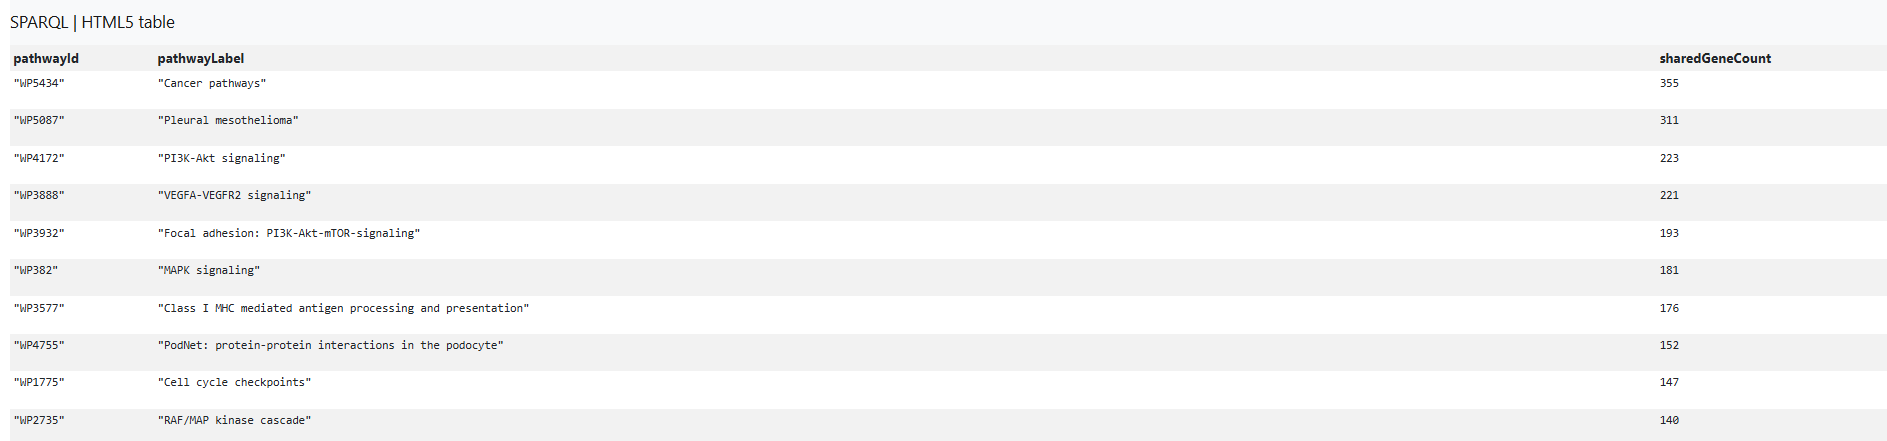 SPARQL | HTML5 table
pathwayId pathwayLabel sharedGeneCount
"WP5434" "Cancer pathways" 355
"WP5087" "Pleural mesothelioma" 311
"WP4172" "PI3K-Akt signaling" 223
"WP3888" "VEGFA-VEGFR2 signaling" 221
"WP3932" "Focal adhesion: PI3K-Akt-mTOR-signaling" 193
"WP382" "MAPK signaling" 181
"WP3577" "Class I MHC mediated antigen processing and presentation" 176
"WP4755" "PodNet: protein-protein interactions in the podocyte" 152
"WP1775" "Cell cycle checkpoints" 147
"WP2735" "RAF/MAP kinase cascade" 140